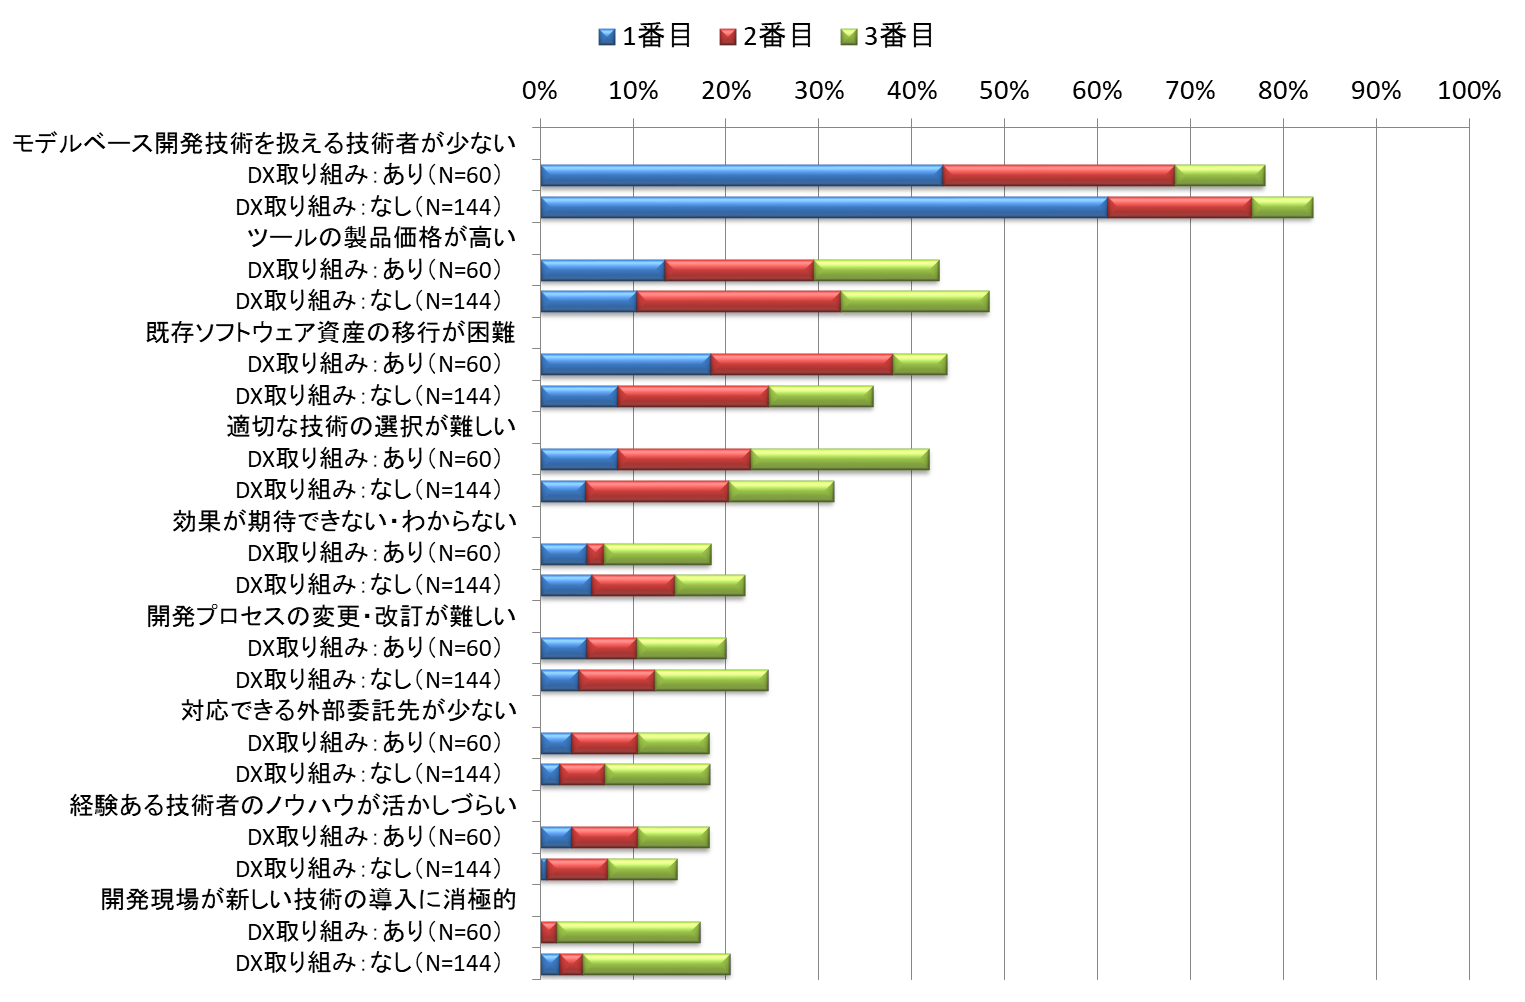 1番目 2番目 3番目
0% 10% 20% 30% 40% 50% 60% 70% 80% 90% 100%
モデルベース開発技術を扱える技術者が少ない
DX取り組み：あり（N=60）
DX取り組み：なし（N=144）
ツールの製品価格が高い
DX取り組み：あり（N=60）
DX取り組み：なし（N=144）
既存ソフトウェア資産の移行が困難
DX取り組み：あり（N=60）
DX取り組み：なし（N=144）
適切な技術の選択が難しい
DX取り組み：あり（N=60）
DX取り組み：なし（N=144）
効果が期待できない・わからない
DX取り組み：あり（N=60）
DX取り組み：なし（N=144）
開発プロセスの変更・改訂が難しい
DX取り組み：あり（N=60）
DX取り組み：なし（N=144）
対応できる外部委託先が少ない
DX取り組み：あり（N=60）
DX取り組み：なし（N=144）
経験ある技術者のノウハウが活かしづらい
DX取り組み：あり（N=60）
DX取り組み：なし（N=144）
開発現場が新しい技術の導入に消極的
DX取り組み：あり（N=60）
DX取り組み：なし（N=144）